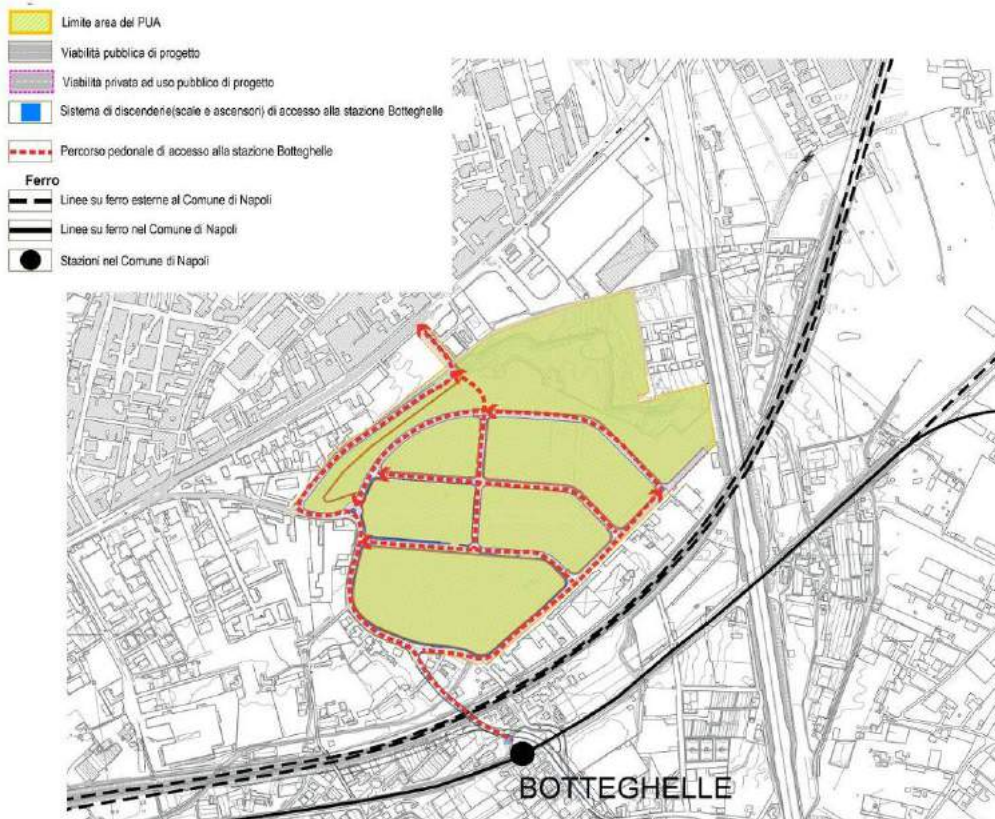 Limite area del PUA
Viabilità pubblica di progetto
Viabilità privata ad uso pubblico di progetto
Sistema di discenderie(scale e ascensori) di accesso alla stazione Botteghelle
Percorso pedonale di accesso alla stazione Botteghelle
Ferro
Linee su ferro esterne al Comune di Napoli
Linee su ferro nel Comune di Napoli
Stazioni nel Comune di Napoli
BOTTEGHELLE